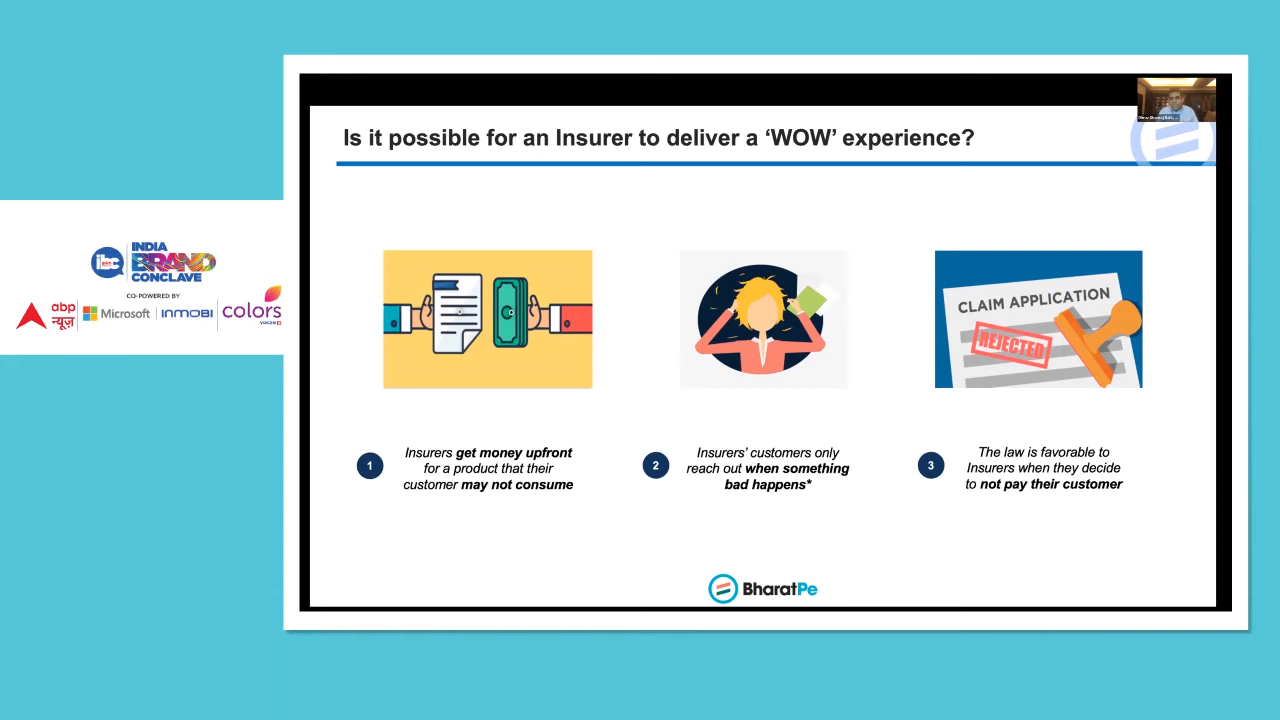 Is it possible for an Insurer to deliver a ‘WOW’ experience?
ibc
INDIA
BRAND
CONCLAVE
CO-POWERED BY
abp
न्यूज़
Microsoft
INMOBI
colors
VIACOM18
CLAIM APPLICATION
REJECTED
1
Insurers get money upfront
for a product that their
customer may not consume
2
Insurers’ customers only
reach out when something
bad happens*
3
The law is favorable to
Insurers when they decide
to not pay their customer
BharatPe